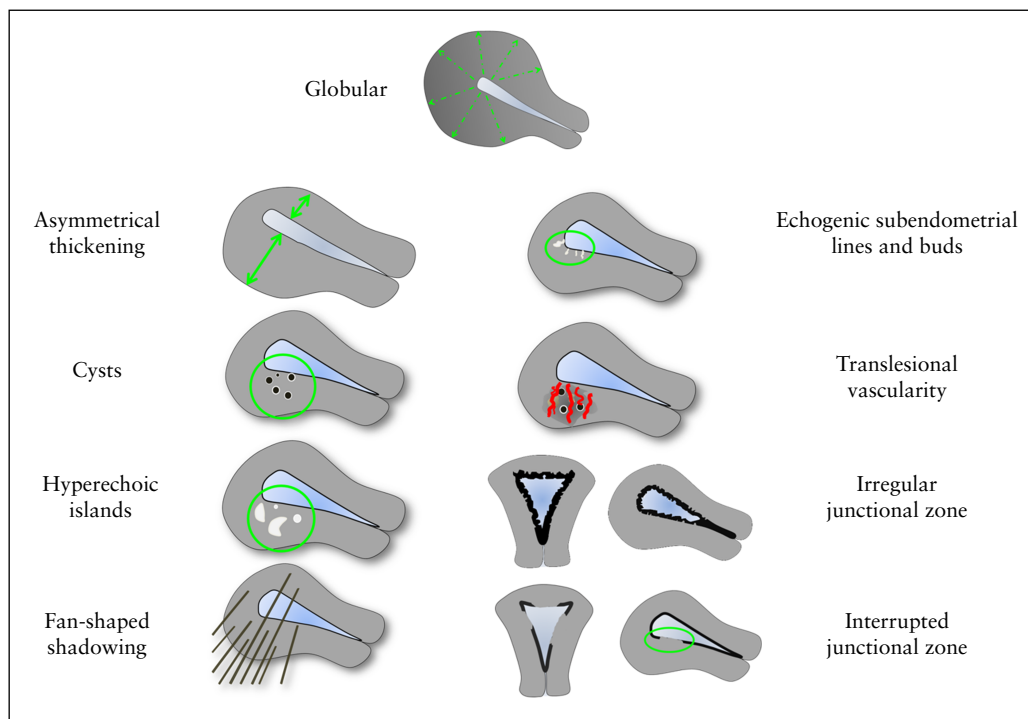 Globular
Asymmetrical
thickening
Echogenic subendometrial
lines and buds
Cysts
Translesional
vascularity
Hyperechoic
islands
Irregular
junctional zone
Fan-shaped
shadowing
Interrupted
junctional zone